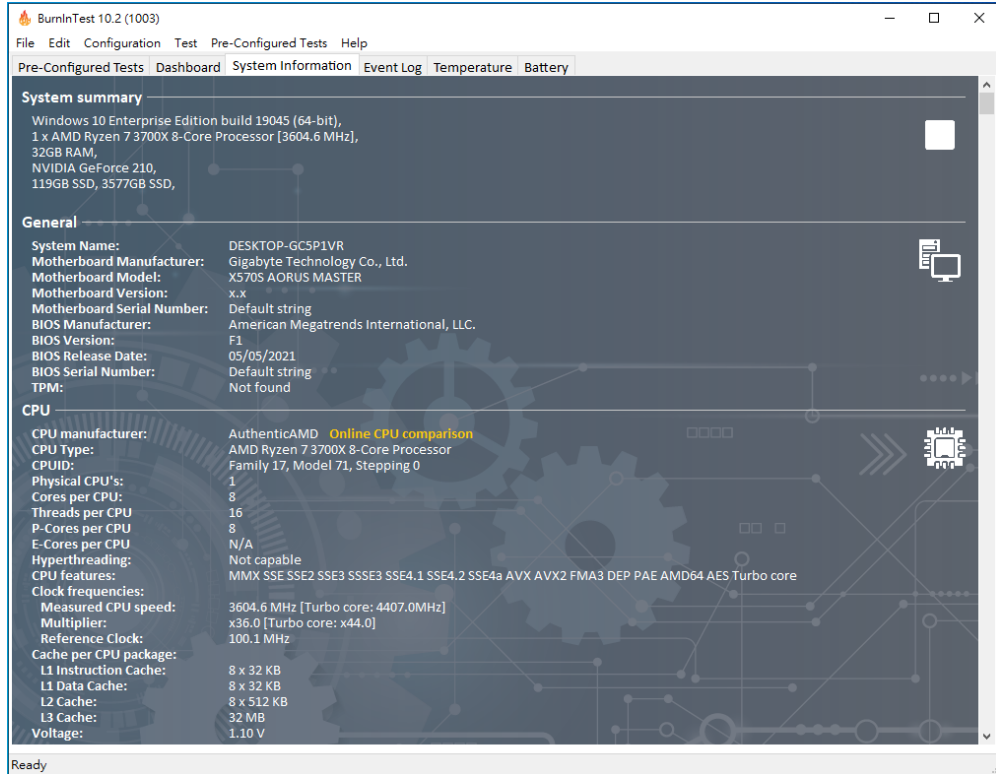 BurnInTest 10.2 (1003)
File Edit Configuration Test Pre-Configured Tests Help
Pre-Configured Tests Dashboard System Information Event Log Temperature Battery
System summary
Windows 10 Enterprise Edition build 19045 (64-bit),
1 x AMD Ryzen 7 3700X 8-Core Processor [3604.6 MHz],
32GB RAM,
NVIDIA GeForce 210,
119GB SSD, 3577GB SSD,
General
System Name: DESKTOP-GC5P1VR
Motherboard Manufacturer: Gigabyte Technology Co., Ltd.
Motherboard Model: X570S AORUS MASTER
Motherboard Version: x.x
Motherboard Serial Number: Default string
BIOS Manufacturer: American Megatrends International, LLC.
BIOS Version: F1
BIOS Release Date: 05/05/2021
BIOS Serial Number: Default string
TPM: Not found
CPU
CPU manufacturer: AuthenticAMD Online CPU comparison
CPU Type: AMD Ryzen 7 3700X 8-Core Processor
CPUID: Family 17, Model 71, Stepping 0
Physical CPU's: 1
Cores per CPU: 8
Threads per CPU 16
P-Cores per CPU 8
E-Cores per CPU N/A
Hyperthreading: Not capable
CPU features: MMX SSE SSE2 SSE3 SSSE3 SSE4.1 SSE4.2 SSE4a AVX AVX2 FMA3 DEP PAE AMD64 AES Turbo core
Clock frequencies:
Measured CPU speed: 3604.6 MHz [Turbo core: 4407.0MHz]
Multiplier: x36.0 [Turbo core: x44.0]
Reference Clock: 100.1 MHz
Cache per CPU package:
L1 Instruction Cache: 8 x 32 KB
L1 Data Cache: 8 x 32 KB
L2 Cache: 8 x 512 KB
L3 Cache: 32 MB
Voltage: 1.10 V
Ready